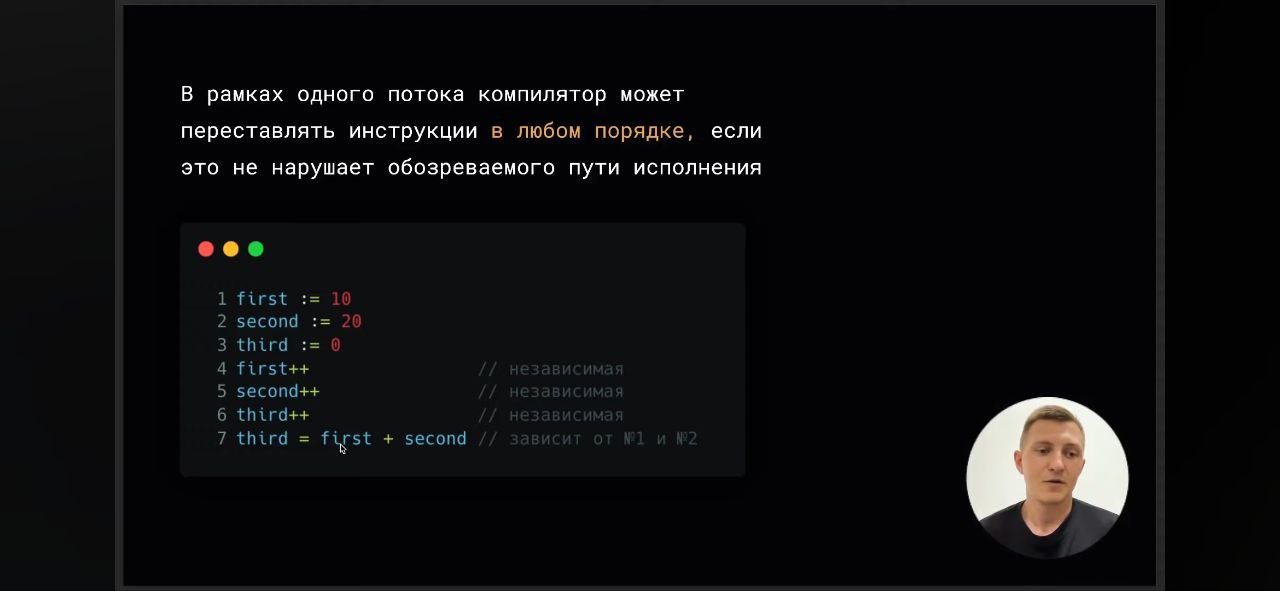 В рамках одного потока компилятор может
переставлять инструкции в любом порядке, если
это не нарушает обозреваемого пути исполнения
1 first := 10
2 second := 20
3 third := 0
4 first++ // независимая
5 second++ // независимая
6 third++ // независимая
7 third = first + second // зависит от №1 и №2